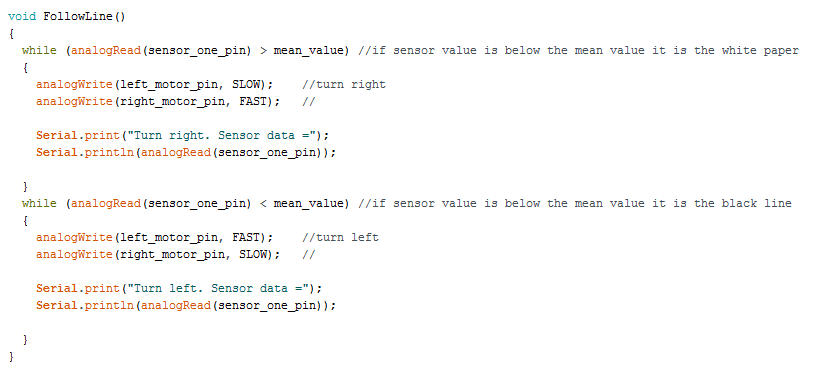 void FollowLine()
{
  while (analogRead(sensor_one_pin) > mean_value) //if sensor value is below the mean value it is the white paper
  {
    analogWrite(left_motor_pin, SLOW);    //turn right
    analogWrite(right_motor_pin, FAST);   //
    Serial.print("Turn right. Sensor data =");
    Serial.println(analogRead(sensor_one_pin));
  }
  while (analogRead(sensor_one_pin) < mean_value) //if sensor value is below the mean value it is the black line
  {
    analogWrite(left_motor_pin, FAST);    //turn left
    analogWrite(right_motor_pin, SLOW);   //
    Serial.print("Turn left. Sensor data =");
    Serial.println(analogRead(sensor_one_pin));
  }
}